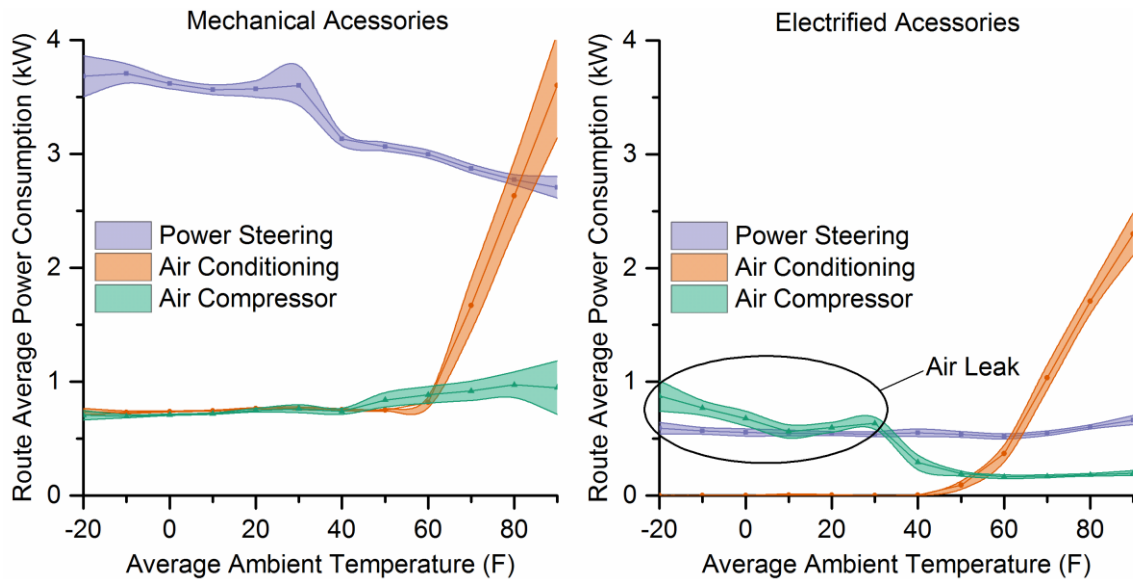 Mechanical Acessories
Route Average Power Consumption (kW)
4
3
2
1
0
Power Steering
Air Conditioning
Air Compressor
-20 0 20 40 60 80
Average Ambient Temperature (F)
Electrified Acessories
Route Average Power Consumption (kW)
4
3
2
1
0
Power Steering
Air Conditioning
Air Compressor
Air Leak
-20 0 20 40 60 80
Average Ambient Temperature (F)